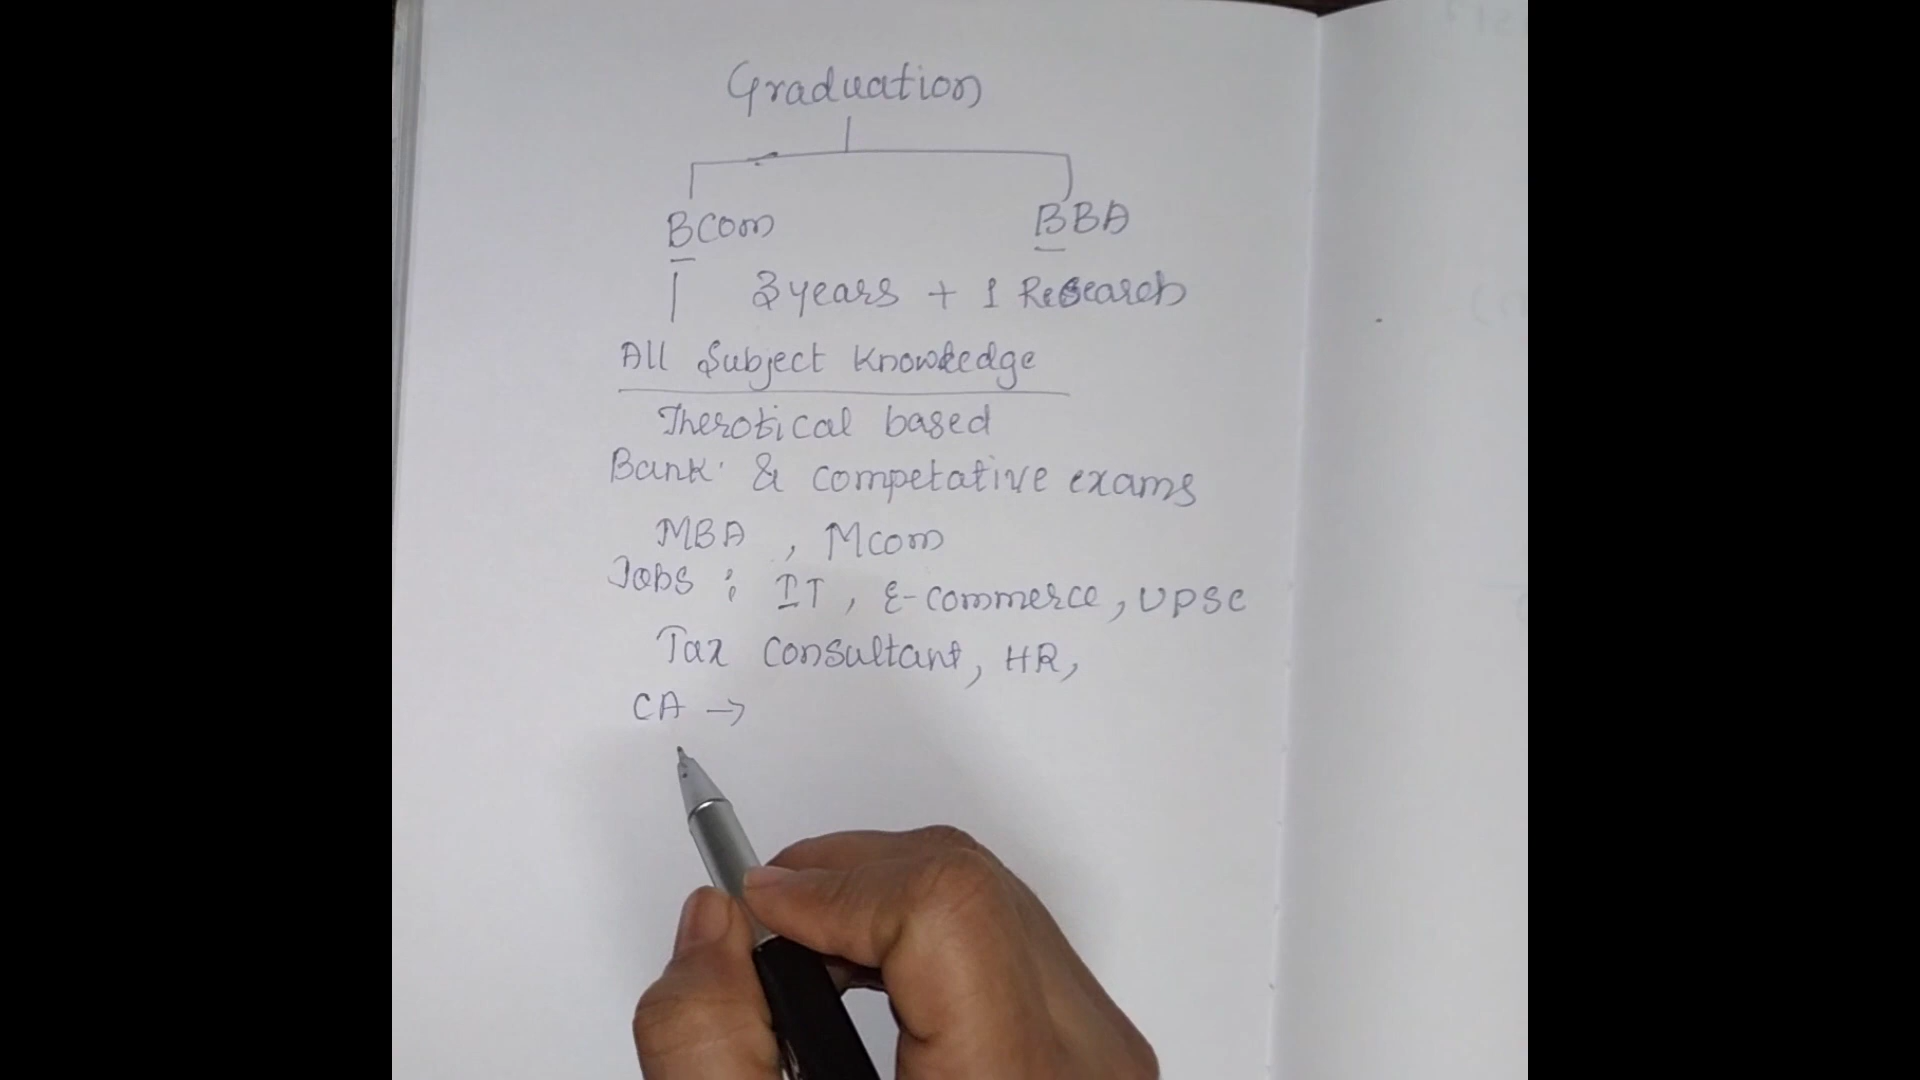 Graduation
Bcom BBA
3 years + 1 Research
All Subject Knowledge
Therotical based
Bank & competative exams
MBA , Mcom
Jobs : IT, E-commerce, UPSC
Tax Consultant, HR,
CA →